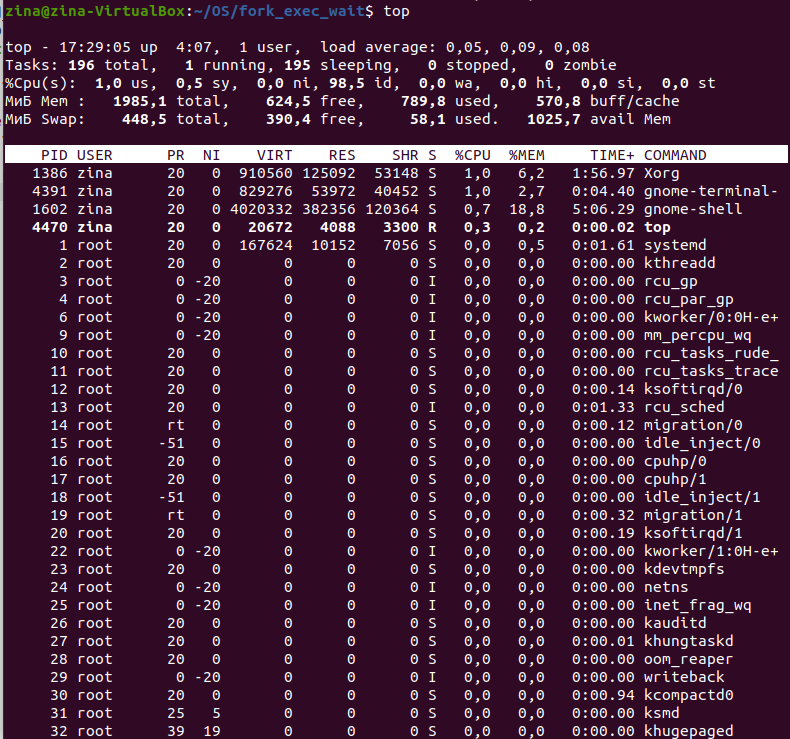 zina@zina-VirtualBox:~/OS/fork_exec_wait$ top
top - 17:29:05 up  4:07,  1 user,  load average: 0,05, 0,09, 0,08
Tasks: 196 total,   1 running, 195 sleeping,   0 stopped,   0 zombie
%Cpu(s):  1,0 us,  0,5 sy,  0,0 ni, 98,5 id,  0,0 wa,  0,0 hi,  0,0 si,  0,0 st
МиБ Mem :   1985,1 total,    624,5 free,    789,8 used,    570,8 buff/cache
МиБ Swap:    448,5 total,    390,4 free,     58,1 used.   1025,7 avail Mem
PID USER      PR  NI    VIRT    RES    SHR S  %CPU  %MEM     TIME+ COMMAND
1386 zina      20   0  910560 125092  53148 S   1,0   6,2   1:56.97 Xorg
4391 zina      20   0  829276  53972  40452 S   1,0   2,7   0:04.40 gnome-terminal-
1602 zina      20   0 4020332 382356 120364 S   0,7  18,8   5:06.29 gnome-shell
4470 zina      20   0   20672   4088   3300 R   0,3   0,2   0:00.02 top
1 root      20   0  167624  10152   7056 S   0,0   0,5   0:01.61 systemd
2 root      20   0       0      0      0 S   0,0   0,0   0:00.00 kthreadd
3 root       0 -20       0      0      0 I   0,0   0,0   0:00.00 rcu_gp
4 root       0 -20       0      0      0 I   0,0   0,0   0:00.00 rcu_par_gp
6 root       0 -20       0      0      0 I   0,0   0,0   0:00.00 kworker/0:0H-e+
9 root       0 -20       0      0      0 I   0,0   0,0   0:00.00 mm_percpu_wq
10 root      20   0       0      0      0 S   0,0   0,0   0:00.00 rcu_tasks_rude_
11 root      20   0       0      0      0 S   0,0   0,0   0:00.00 rcu_tasks_trace
12 root      20   0       0      0      0 S   0,0   0,0   0:00.14 ksoftirqd/0
13 root      20   0       0      0      0 I   0,0   0,0   0:01.33 rcu_sched
14 root      rt   0       0      0      0 S   0,0   0,0   0:00.12 migration/0
15 root     -51   0       0      0      0 S   0,0   0,0   0:00.00 idle_inject/0
16 root      20   0       0      0      0 S   0,0   0,0   0:00.00 cpuhp/0
17 root      20   0       0      0      0 S   0,0   0,0   0:00.00 cpuhp/1
18 root     -51   0       0      0      0 S   0,0   0,0   0:00.00 idle_inject/1
19 root      rt   0       0      0      0 S   0,0   0,0   0:00.32 migration/1
20 root      20   0       0      0      0 S   0,0   0,0   0:00.19 ksoftirqd/1
22 root       0 -20       0      0      0 I   0,0   0,0   0:00.00 kworker/1:0H-e+
23 root      20   0       0      0      0 S   0,0   0,0   0:00.00 kdevtmpfs
24 root       0 -20       0      0      0 I   0,0   0,0   0:00.00 netns
25 root       0 -20       0      0      0 I   0,0   0,0   0:00.00 inet_frag_wq
26 root      20   0       0      0      0 S   0,0   0,0   0:00.00 kauditd
27 root      20   0       0      0      0 S   0,0   0,0   0:00.01 khungtaskd
28 root      20   0       0      0      0 S   0,0   0,0   0:00.00 oom_reaper
29 root       0 -20       0      0      0 I   0,0   0,0   0:00.00 writeback
30 root      20   0       0      0      0 S   0,0   0,0   0:00.94 kcompactd0
31 root      25   5       0      0      0 S   0,0   0,0   0:00.00 ksmd
32 root      39  19       0      0      0 S   0,0   0,0   0:00.00 khugepaged